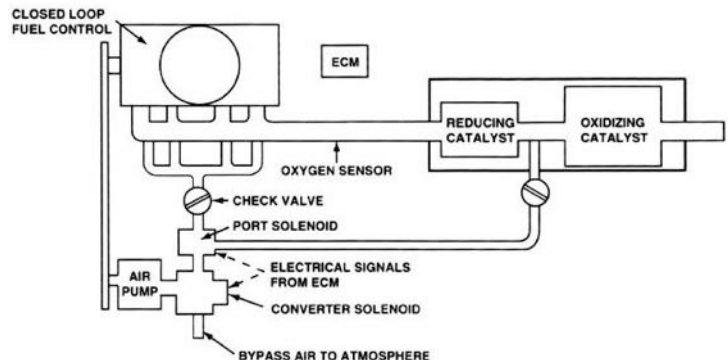 CLOSED LOOP
FUEL CONTROL
ECM
REDUCING
CATALYST
OXIDIZING
CATALYST
OXYGEN SENSOR
CHECK VALVE
PORT SOLENOID
AIR
PUMP
ELECTRICAL SIGNALS
FROM ECM
CONVERTER SOLENOID
BYPASS AIR TO ATMOSPHERE